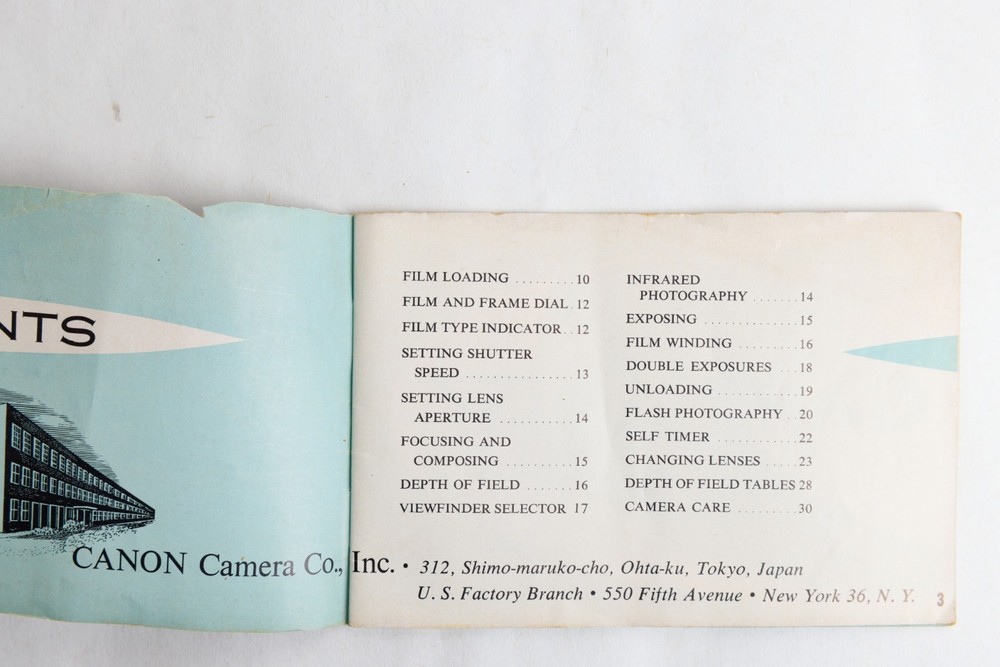 NTS
FILM LOADING ......... 10
FILM AND FRAME DIAL . 12
FILM TYPE INDICATOR .. 12
SETTING SHUTTER
SPEED ................ 13
SETTING LENS
APERTURE ............. 14
FOCUSING AND
COMPOSING .......... 15
DEPTH OF FIELD ....... 16
VIEWFINDER SELECTOR 17
INFRARED
PHOTOGRAPHY ....... 14
EXPOSING .............. 15
FILM WINDING ......... 16
DOUBLE EXPOSURES ... 18
UNLOADING ............ 19
FLASH PHOTOGRAPHY .. 20
SELF TIMER ............ 22
CHANGING LENSES ..... 23
DEPTH OF FIELD TABLES 28
CAMERA CARE ......... 30
CANON Camera Co., Inc. • 312, Shimo-maruko-cho, Ohta-ku, Tokyo, Japan
U. S. Factory Branch • 550 Fifth Avenue • New York 36, N. Y.
3